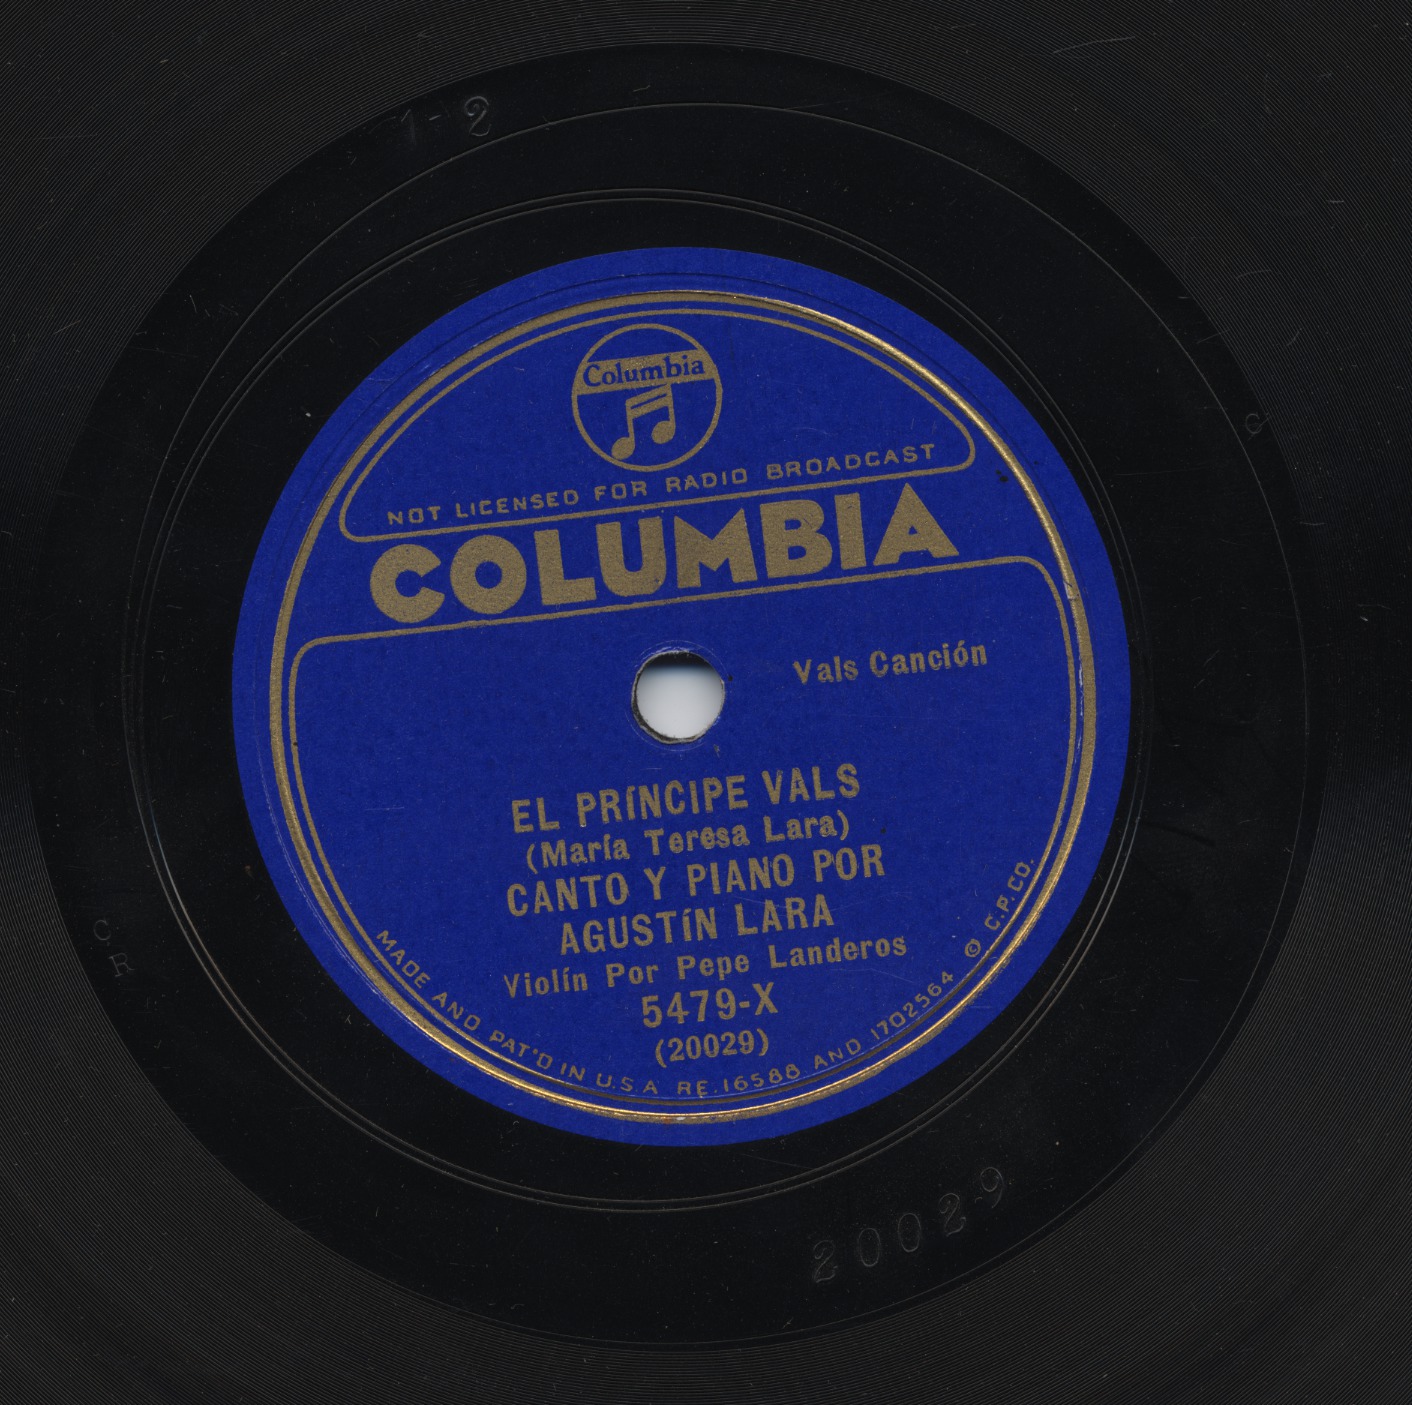 1-2
Columbia
NOT LICENSED FOR RADIO BROADCAST
COLUMBIA
Vals Canción
EL PRÍNCIPE VALS
(María Teresa Lara)
CANTO Y PIANO POR
AGUSTÍN LARA
Violín Por Pepe Landeros
5479-X
(20029)
MADE AND PAT'D IN U.S.A RE.16588 AND 1702564 © C.P.CO.
CR
20029